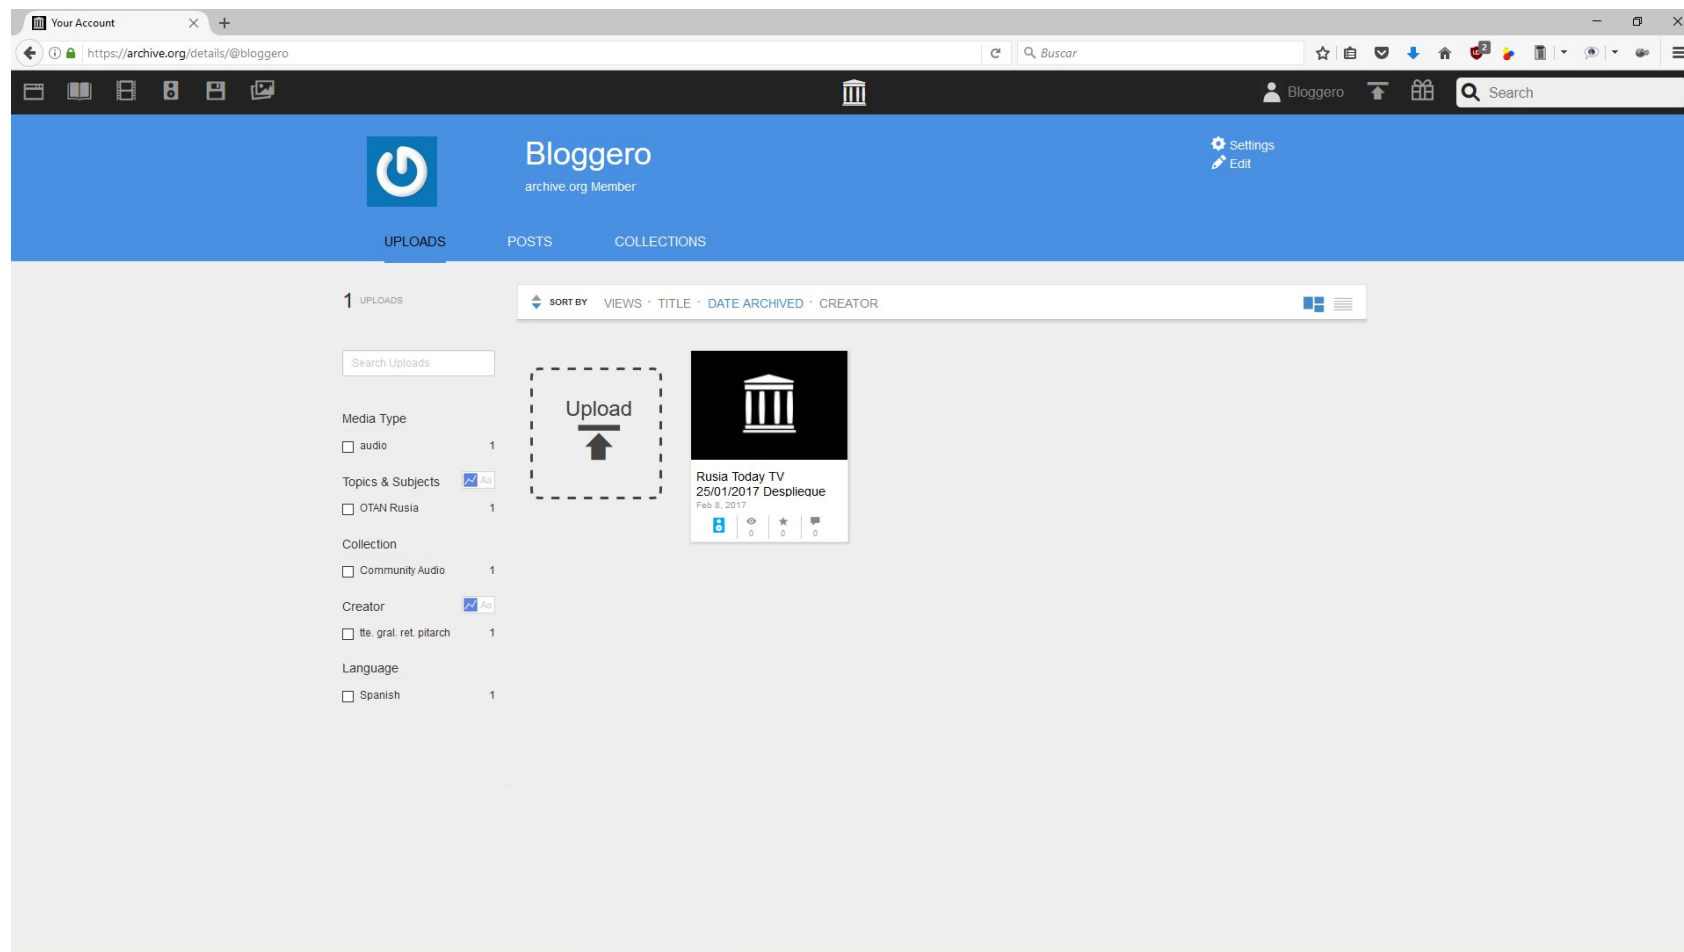 Your Account
https://archive.org/details/@bloggero
Buscar
2
Bloggero
Search
Bloggero
archive.org Member
Settings
Edit
UPLOADS
POSTS
COLLECTIONS
1 UPLOADS
SORT BY VIEWS · TITLE · DATE ARCHIVED · CREATOR
Search Uploads
Media Type
audio 1
Topics & Subjects Aa
OTAN Rusia 1
Collection
Community Audio 1
Creator Aa
tte. gral. ret. pitarch 1
Language
Spanish 1
Upload
Rusia Today TV
25/01/2017 Despliegue
Feb 8, 2017
0 0 0